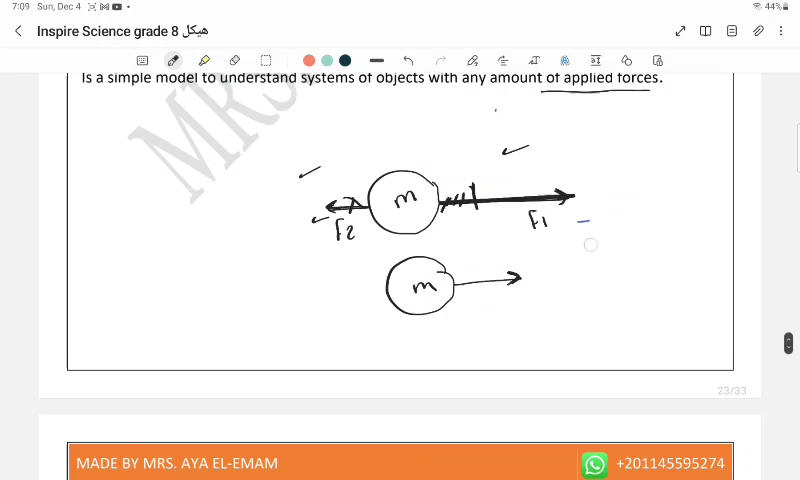 7:09 Sun, Dec 4
44%
Inspire Science grade 8 هيكل
Is a simple model to understand systems of objects with any amount of applied forces.
MRS
m
F2
F1
m
23/33
MADE BY MRS. AYA EL-EMAM
+201145595274